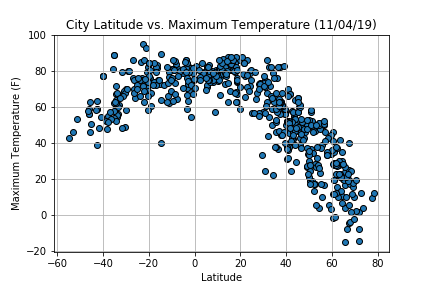 City Latitude vs. Maximum Temperature (11/04/19)
100
80
60
40
20
0
−20
Maximum Temperature (F)
−60 −40 −20 0 20 40 60 80
Latitude